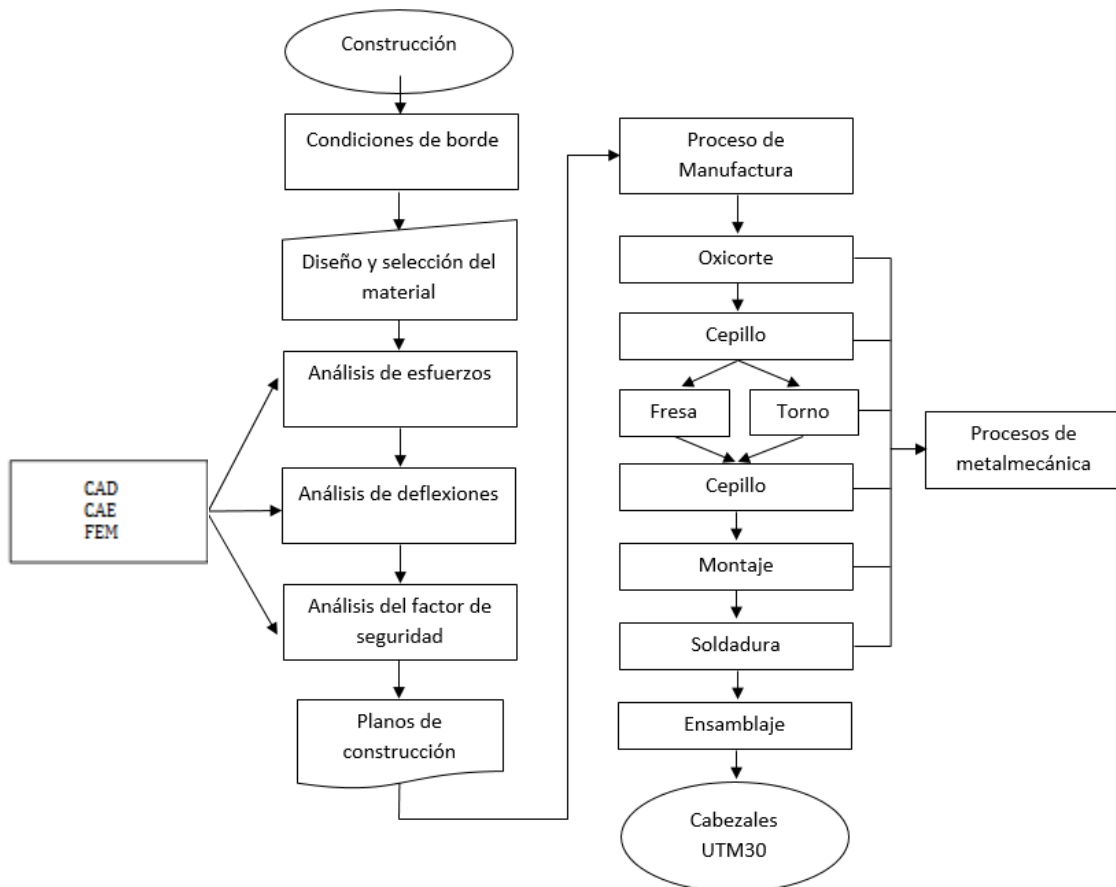 Construcción
Condiciones de borde
Diseño y selección del
material
Análisis de esfuerzos
Análisis de deflexiones
CAD
CAE
FEM
Análisis del factor de
seguridad
Planos de
construcción
Proceso de
Manufactura
Oxicorte
Cepillo
Fresa
Torno
Cepillo
Montaje
Soldadura
Procesos de
metalmecánica
Ensamblaje
Cabezales
UTM30